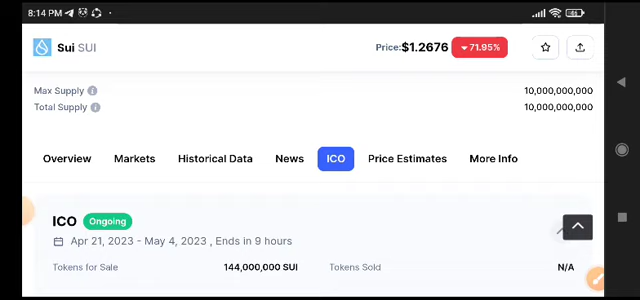 8:14 PM
Sui SUI Price:$1.2676 71.95%
Max Supply 10,000,000,000
Total Supply 10,000,000,000
Overview Markets Historical Data News ICO Price Estimates More Info
ICO Ongoing
Apr 21, 2023 - May 4, 2023 , Ends in 9 hours
Tokens for Sale 144,000,000 SUI Tokens Sold N/A